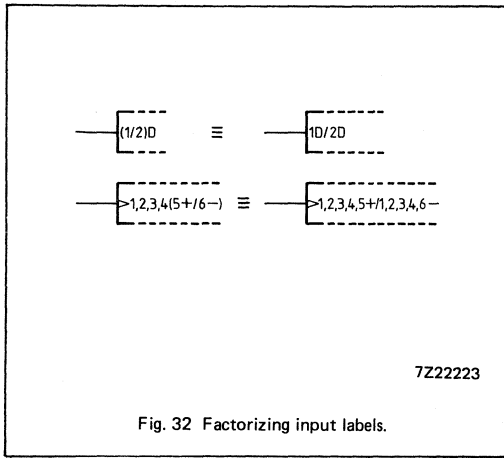 (1/2)D ≡ 1D/2D
1,2,3,4(5+/6−) ≡ 1,2,3,4,5+/1,2,3,4,6−
7Z22223
Fig. 32 Factorizing input labels.